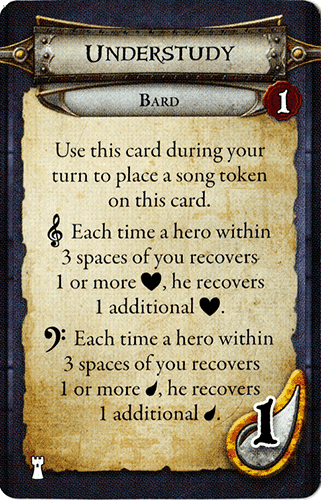 UNDERSTUDY
BARD
1
Use this card during your
turn to place a song token
on this card.
Each time a hero within
3 spaces of you recovers
1 or more ♥, he recovers
1 additional ♥.
Each time a hero within
3 spaces of you recovers
1 or more , he recovers
1 additional .
1